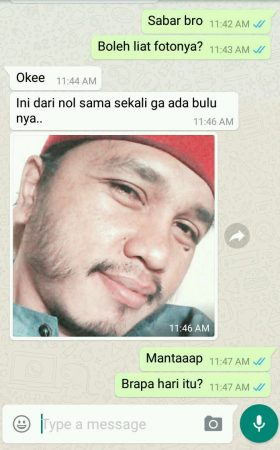 Sabar bro 11:42 AM
Boleh liat fotonya? 11:43 AM
Okee 11:44 AM
Ini dari nol sama sekali ga ada bulu
nya.. 11:46 AM
11:46 AM
Mantaaap 11:47 AM
Brapa hari itu? 11:47 AM
Type a message